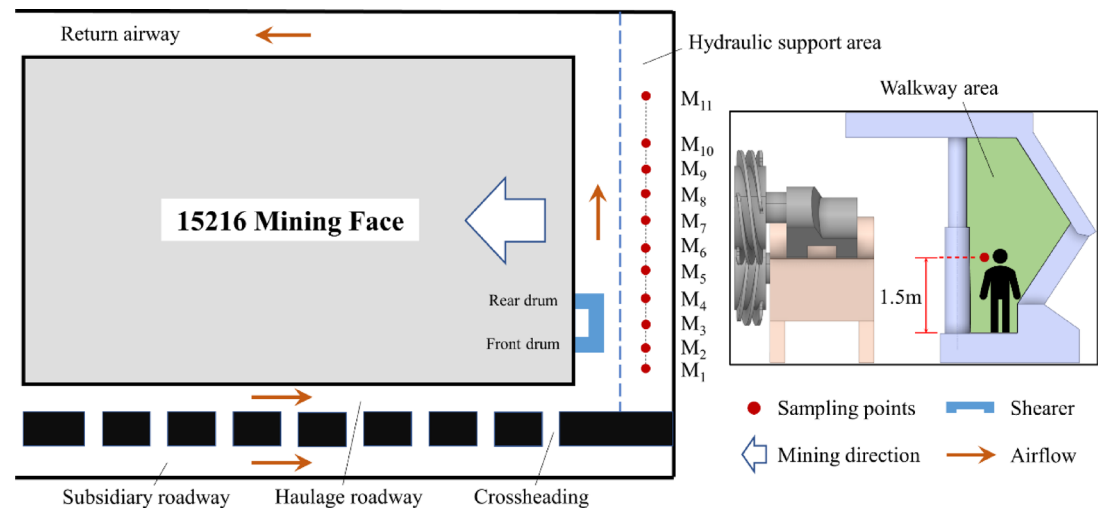 Return airway
Hydraulic support area
Walkway area
15216 Mining Face
Rear drum
Front drum
M₁₁
M₁₀
M₉
M₈
M₇
M₆
M₅
M₄
M₃
M₂
M₁
1.5m
Sampling points
Shearer
Mining direction
Airflow
Subsidiary roadway
Haulage roadway
Crossheading